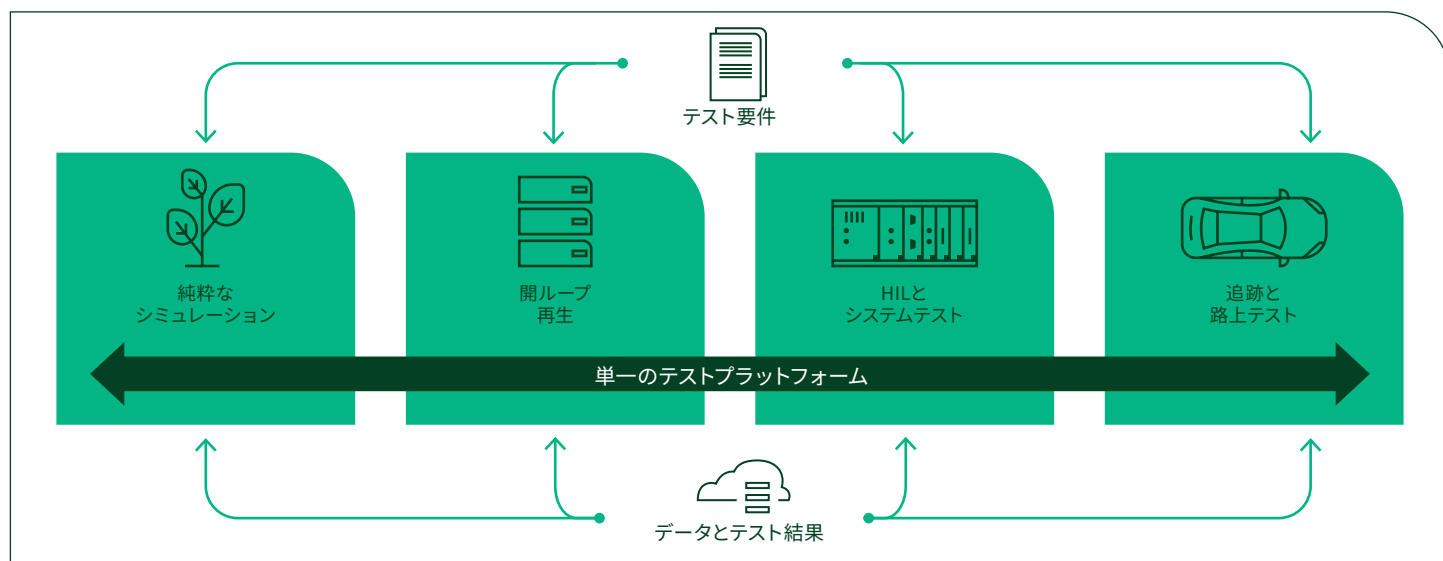 テスト要件
純粋な
シミュレーション
開ループ
再生
HILと
システムテスト
追跡と
路上テスト
単一のテストプラットフォーム
データとテスト結果